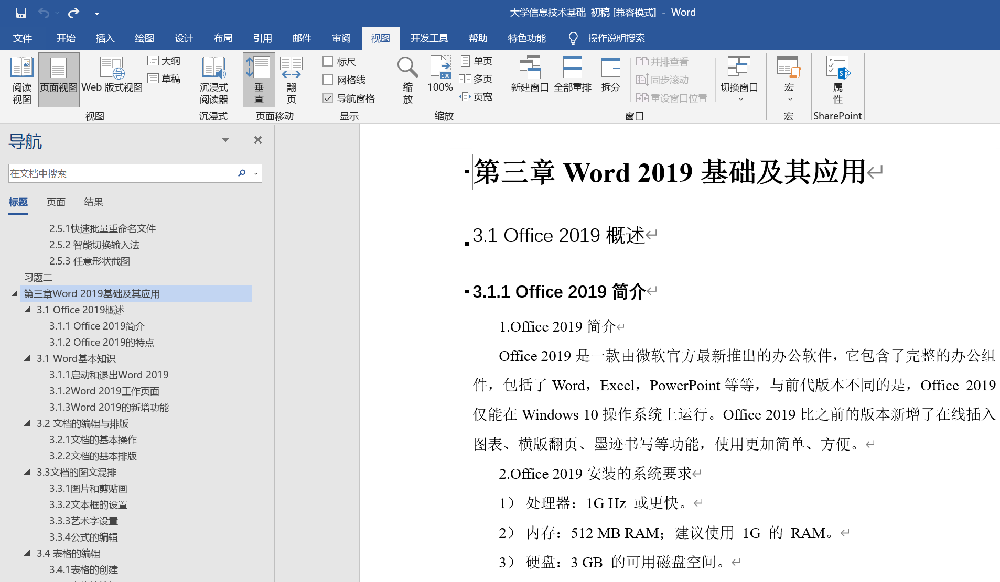 大学信息技术基础 初稿 [兼容模式] - Word
文件 开始 插入 绘图 设计 布局 引用 邮件 审阅 视图 开发工具 帮助 特色功能 操作说明搜索
阅读视图
页面视图
Web 版式视图
大纲
草稿
视图
沉浸式阅读器
沉浸式
垂直
翻页
页面移动
标尺
网格线
导航窗格
显示
缩放
100
100%
单页
多页
页宽
缩放
新建窗口
全部重排
拆分
并排查看
同步滚动
重设窗口位置
切换窗口
窗口
宏
宏
属性
SharePoint
导航
在文档中搜索
标题 页面 结果
2.5.1快速批量重命名文件
2.5.2 智能切换输入法
2.5.3 任意形状截图
习题二
第三章Word 2019基础及其应用
3.1 Office 2019概述
3.1.1 Office 2019简介
3.1.2 Office 2019的特点
3.1 Word基本知识
3.1.1启动和退出Word 2019
3.1.2Word 2019工作页面
3.1.3Word 2019的新增功能
3.2 文档的编辑与排版
3.2.1文档的基本操作
3.2.2文档的基本排版
3.3文档的图文混排
3.3.1图片和剪贴画
3.3.2文本框的设置
3.3.3艺术字设置
3.3.4公式的编辑
3.4 表格的编辑
3.4.1表格的创建
第三章 Word 2019 基础及其应用
3.1 Office 2019 概述
3.1.1 Office 2019 简介
1.Office 2019 简介
Office 2019 是一款由微软官方最新推出的办公软件，它包含了完整的办公组
件，包括了 Word，Excel，PowerPoint 等等，与前代版本不同的是，Office 2019
仅能在 Windows 10 操作系统上运行。Office 2019 比之前的版本新增了在线插入
图表、横版翻页、墨迹书写等功能，使用更加简单、方便。
2.Office 2019 安装的系统要求
1） 处理器：1G Hz 或更快。
2） 内存：512 MB RAM；建议使用 1G 的 RAM。
3） 硬盘：3 GB 的可用磁盘空间。